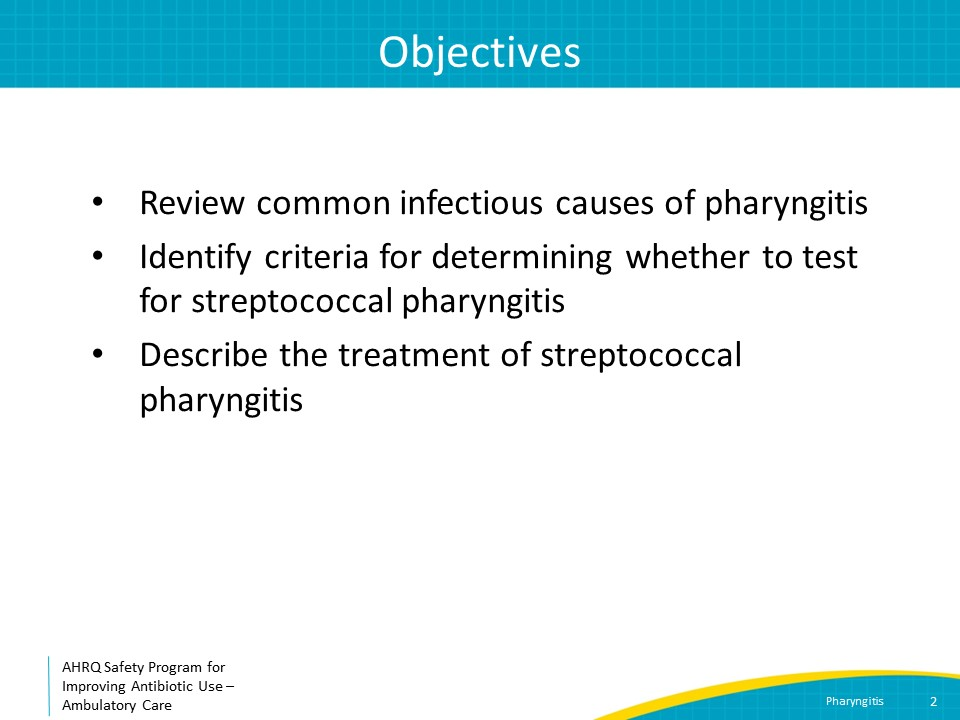 Objectives
• Review common infectious causes of pharyngitis
• Identify criteria for determining whether to test
for streptococcal pharyngitis
• Describe the treatment of streptococcal
pharyngitis
AHRQ Safety Program for
Improving Antibiotic Use –
Ambulatory Care
Pharyngitis 2